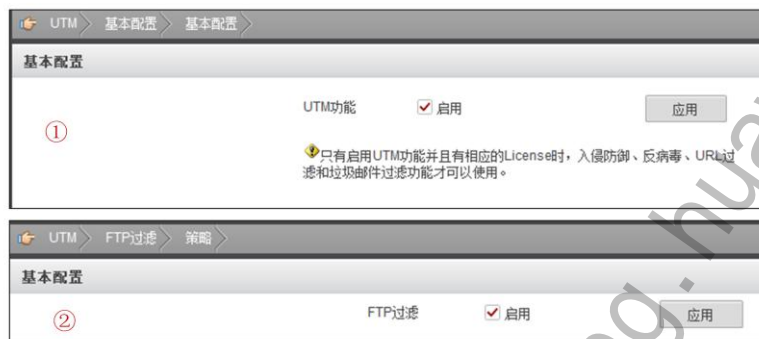 UTM 基本配置 基本配置
基本配置
UTM功能 启用 应用
①
只有启用UTM功能并且有相应的License时，入侵防御、反病毒、URL过
滤和垃圾邮件过滤功能才可以使用。
UTM FTP过滤 策略
基本配置
FTP过滤 启用 应用
②
ng.hua